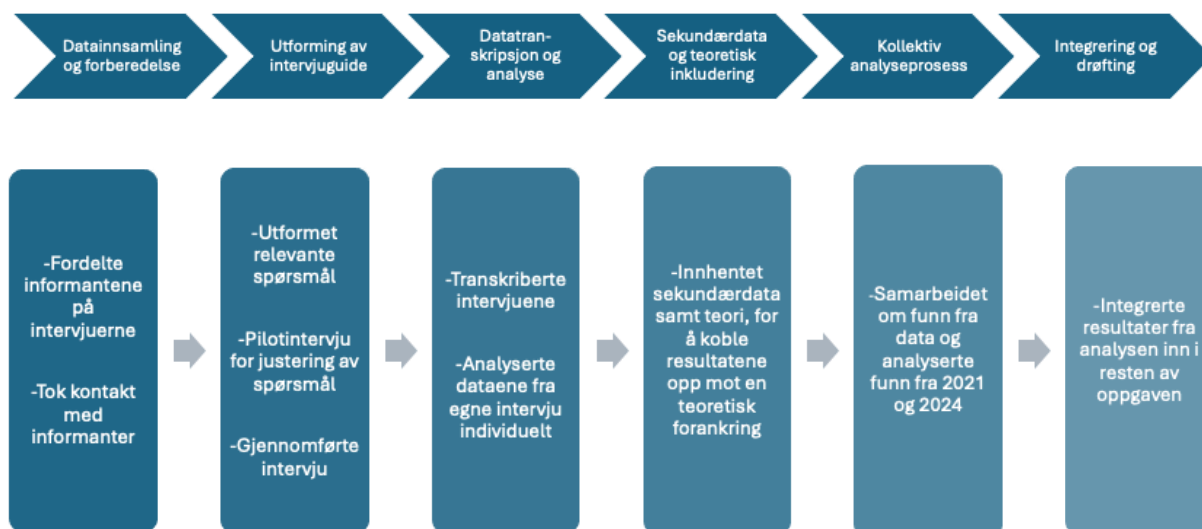 Datainnsamling
og forberedelse
Utforming av
intervjuguide
Datatran-
skripsjon og
analyse
Sekundærdata
og teoretisk
inkludering
Kollektiv
analyseprosess
Integrering og
drøfting
-Fordelte
informantene
på
intervjuerne
-Tok kontakt
med
informanter
-Utformet
relevante
spørsmål
-Pilotintervju
for justering av
spørsmål
-Gjennomførte
intervju
-Transkriberte
intervjuene
-Analyserte
dataene fra
egne intervju
individuelt
-Innhentet
sekundærdata
samt teori, for
å koble
resultatene
opp mot en
teoretisk
forankring
-Samarbeidet
om funn fra
data og
analyserte
funn fra 2021
og 2024
-Integrerte
resultater fra
analysen inn i
resten av
oppgaven